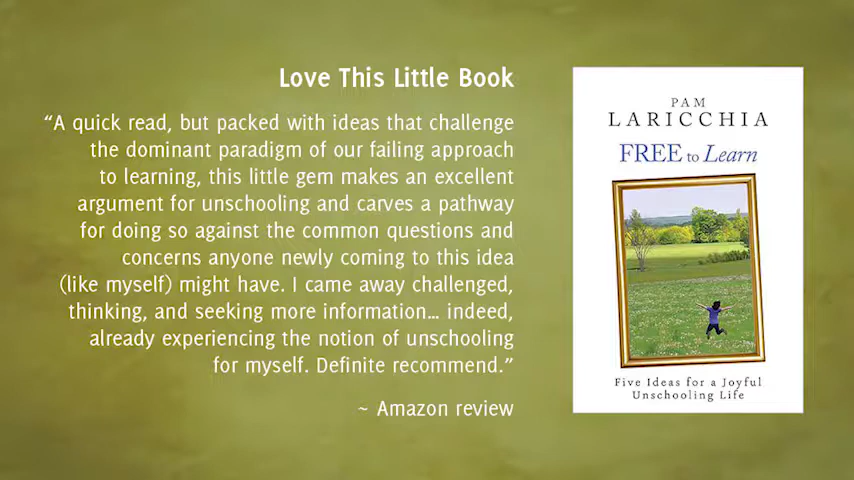 Love This Little Book
“A quick read, but packed with ideas that challenge
the dominant paradigm of our failing approach
to learning, this little gem makes an excellent
argument for unschooling and carves a pathway
for doing so against the common questions and
concerns anyone newly coming to this idea
(like myself) might have. I came away challenged,
thinking, and seeking more information... indeed,
already experiencing the notion of unschooling
for myself. Definite recommend.”
~ Amazon review
PAM
LARICCHIA
FREE to Learn
Five Ideas for a Joyful
Unschooling Life